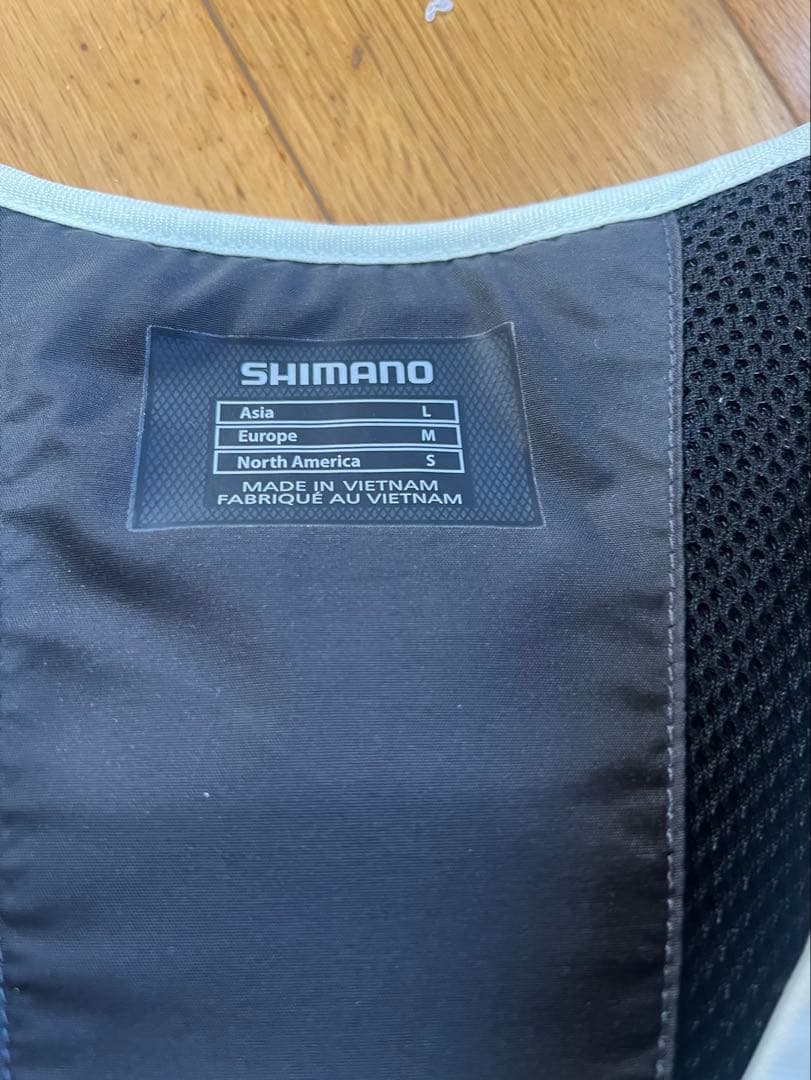 SHIMANO
Asia L
Europe M
North America S
MADE IN VIETNAM
FABRIQUÉ AU VIETNAM